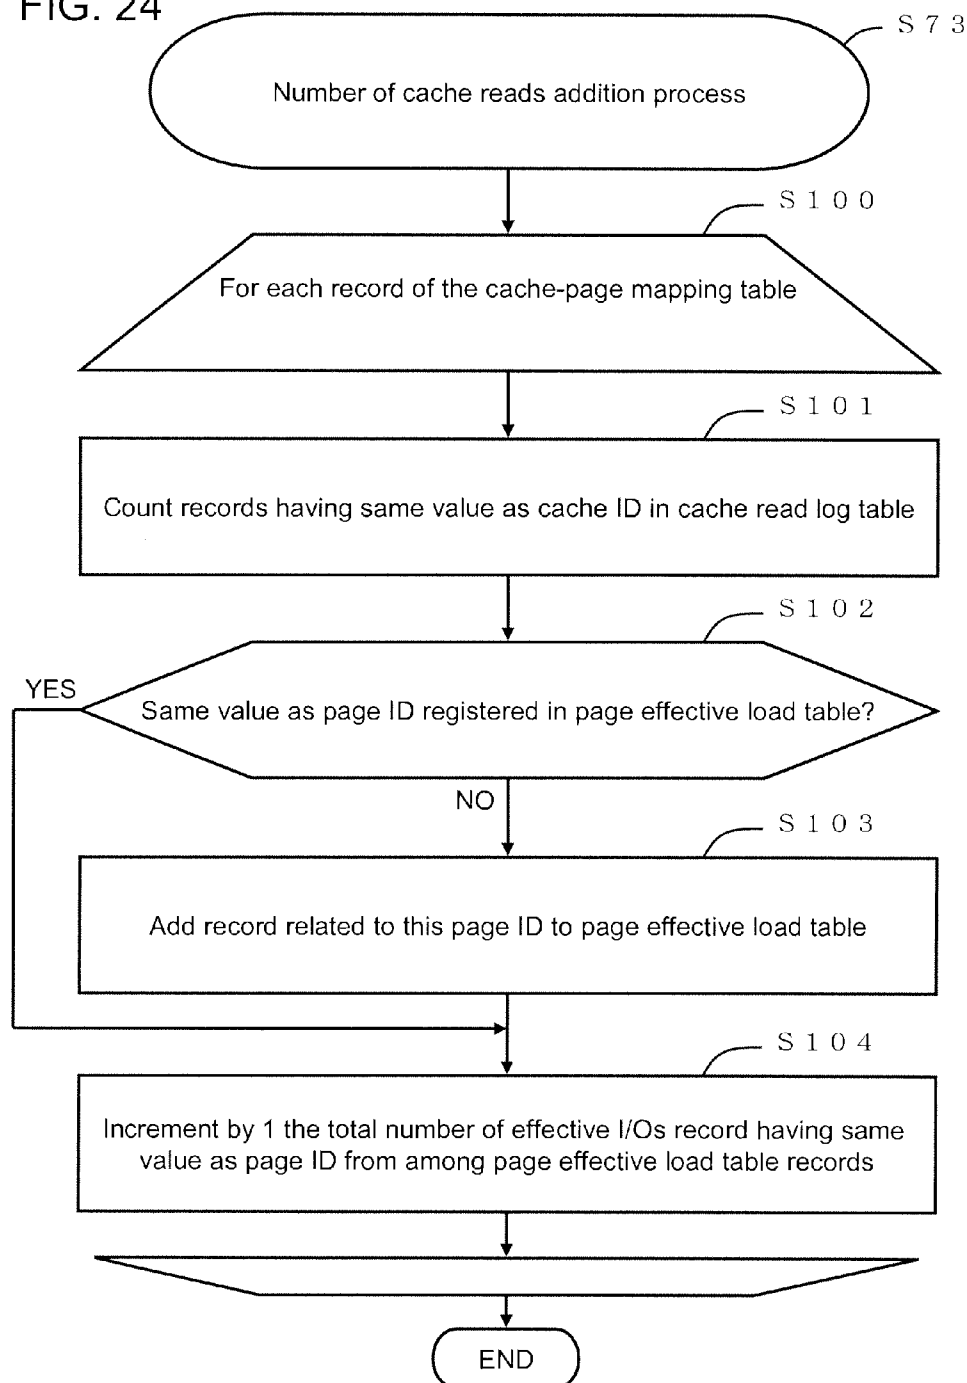 FIG. 24
S73
Number of cache reads addition process
S100
For each record of the cache-page mapping table
S101
Count records having same value as cache ID in cache read log table
S102
YES
Same value as page ID registered in page effective load table?
NO
S103
Add record related to this page ID to page effective load table
S104
Increment by 1 the total number of effective I/Os record having same
value as page ID from among page effective load table records
END